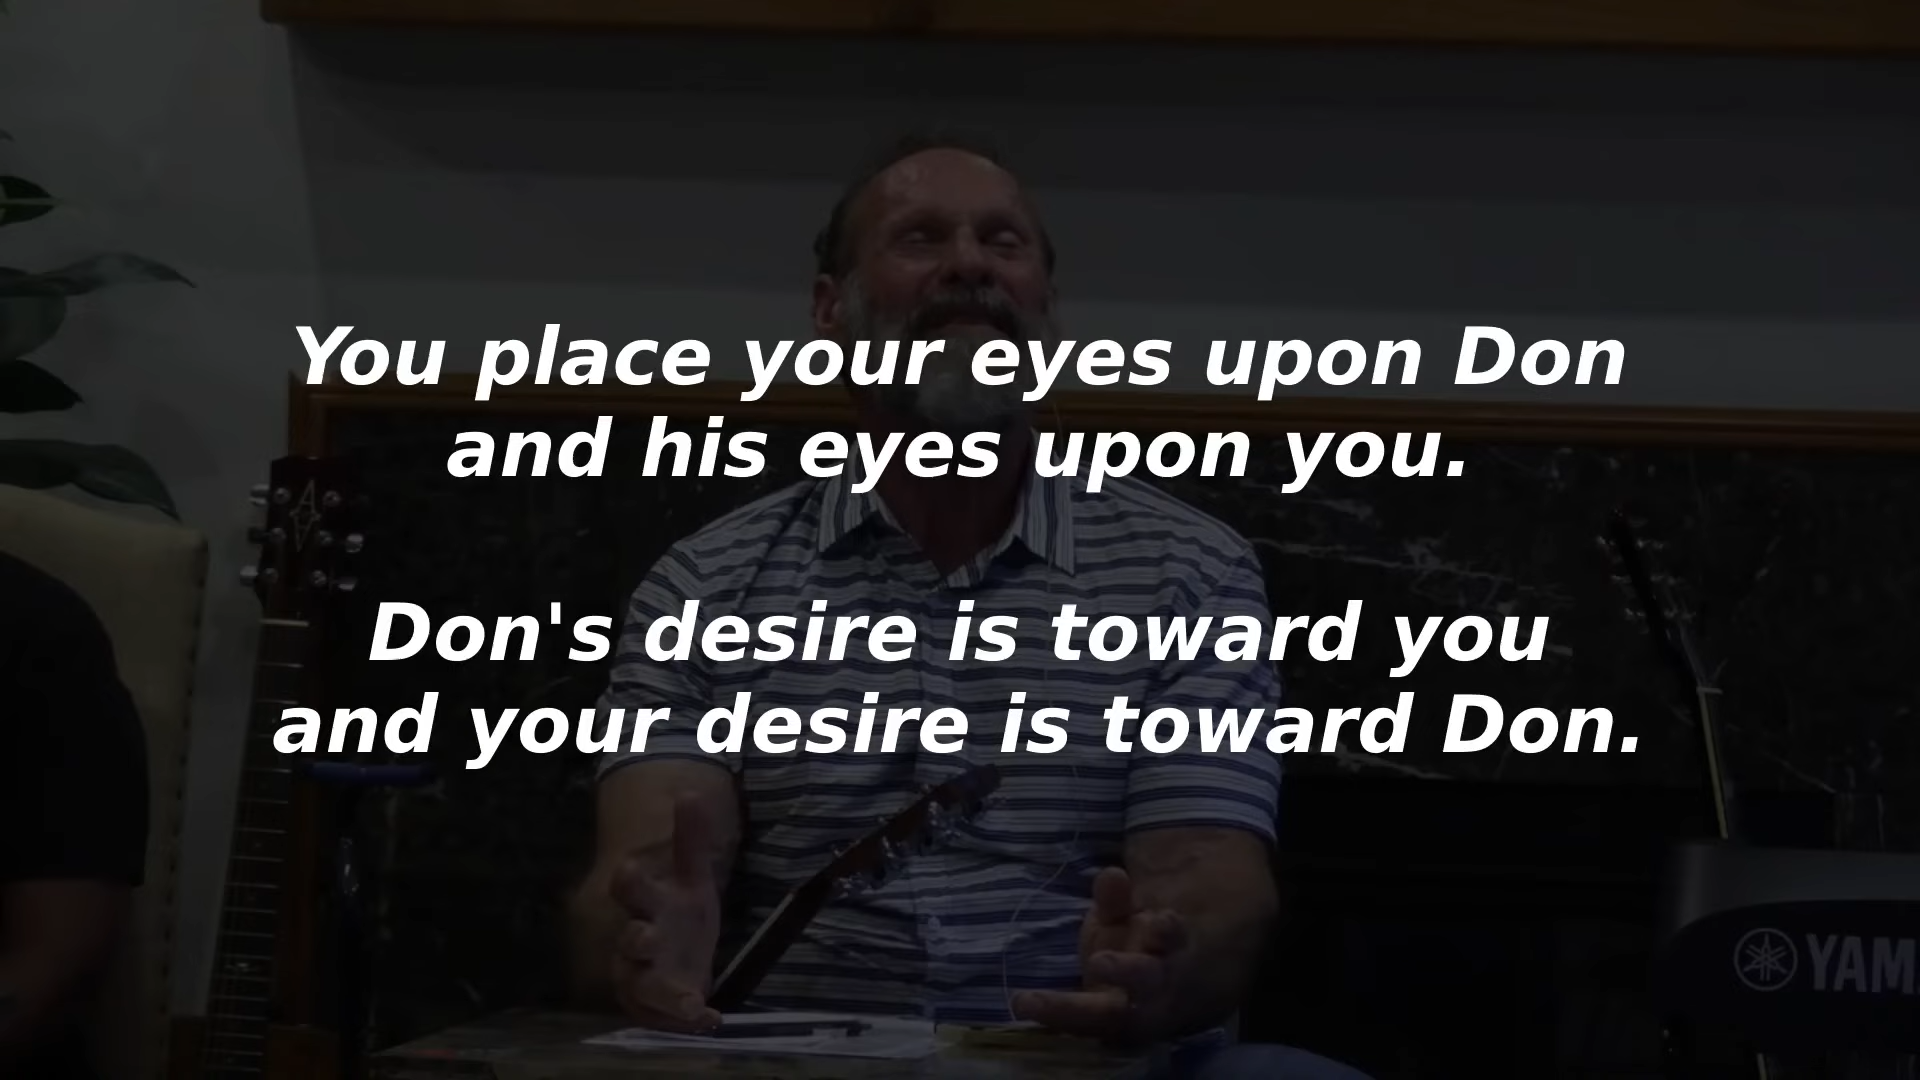 You place your eyes upon Don
and his eyes upon you.
Don's desire is toward you
and your desire is toward Don.
YAM